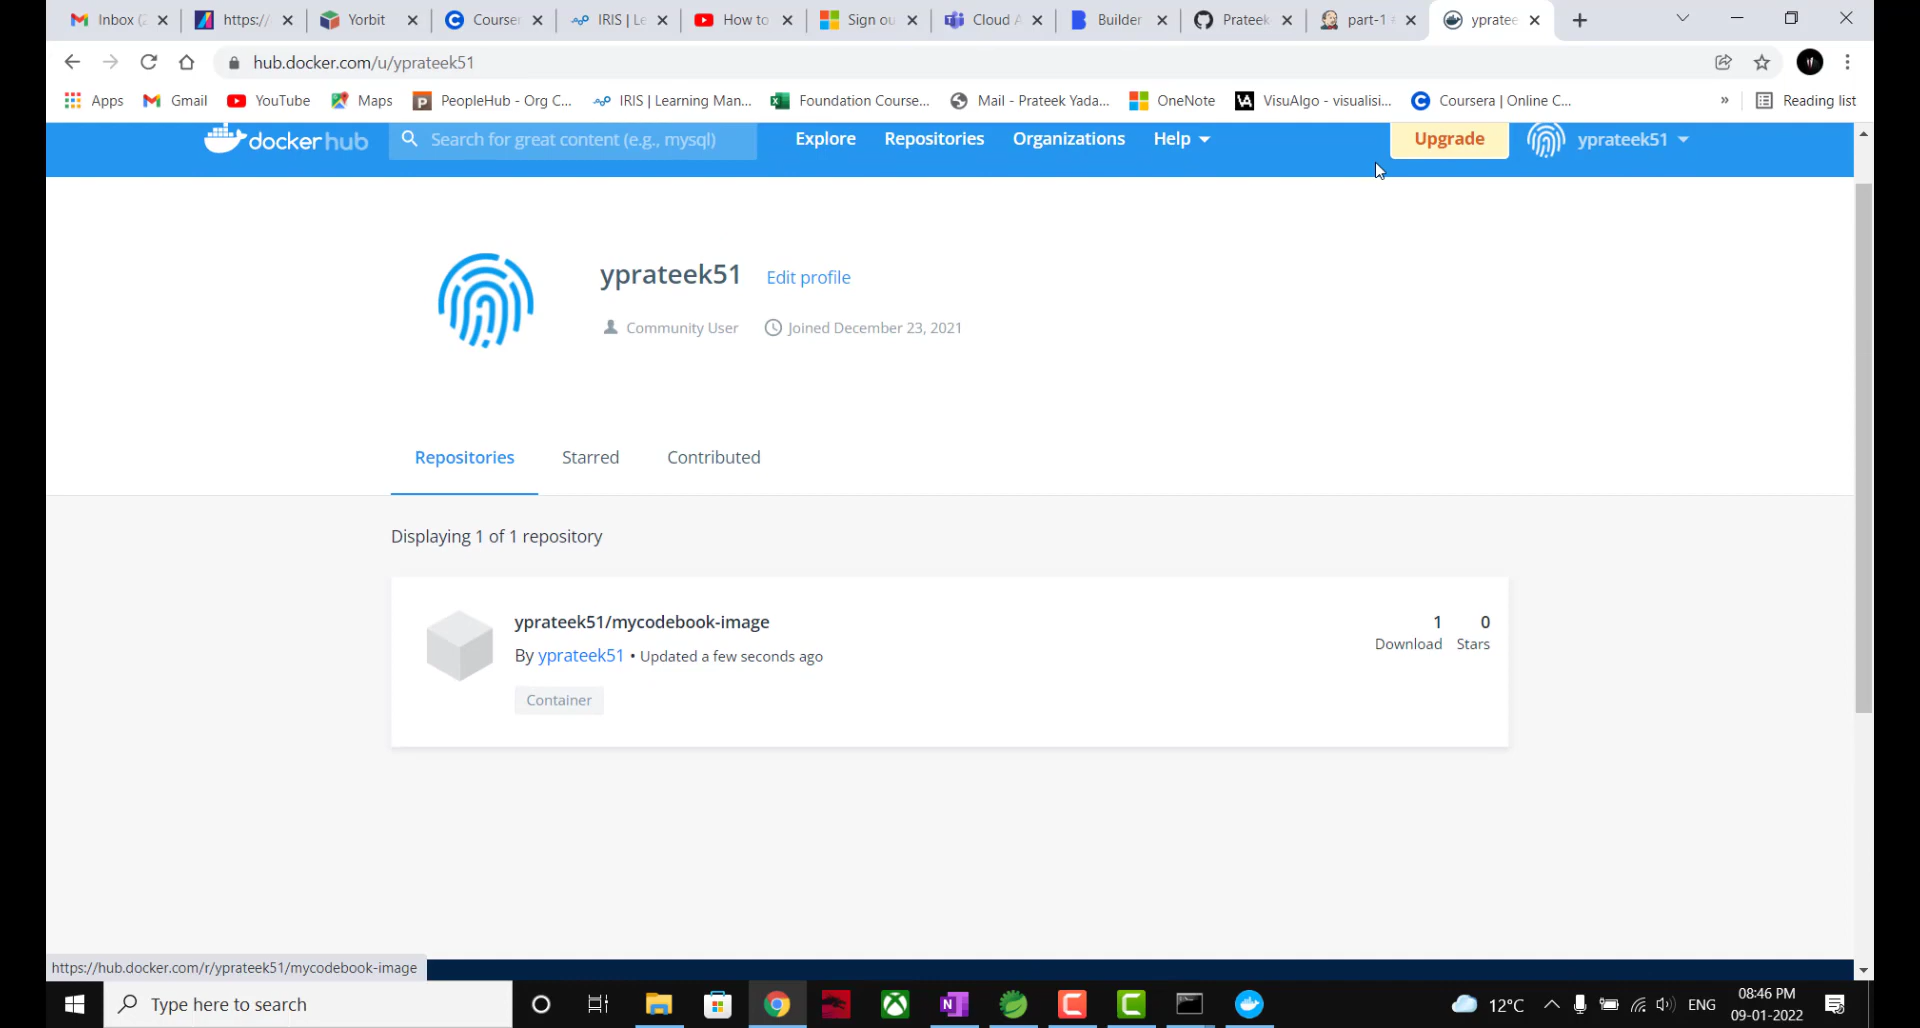 Inbox (2
https://
Yorbit
Courser
IRIS | Le
How to
Sign ou
Cloud A
Builder
Prateek
part-1
ypratee
hub.docker.com/u/yprateek51
Apps
Gmail
YouTube
Maps
PeopleHub - Org C...
IRIS | Learning Man...
Foundation Course...
Mail - Prateek Yada...
OneNote
VisuAlgo - visualisi...
Coursera | Online C...
»
Reading list
dockerhub
Search for great content (e.g., mysql)
Explore
Repositories
Organizations
Help
Upgrade
yprateek51
yprateek51 Edit profile
Community User Joined December 23, 2021
Repositories Starred Contributed
Displaying 1 of 1 repository
yprateek51/mycodebook-image
1 0
By yprateek51 • Updated a few seconds ago
Download Stars
Container
https://hub.docker.com/r/yprateek51/mycodebook-image
Type here to search
12°C
ENG
08:46 PM
09-01-2022